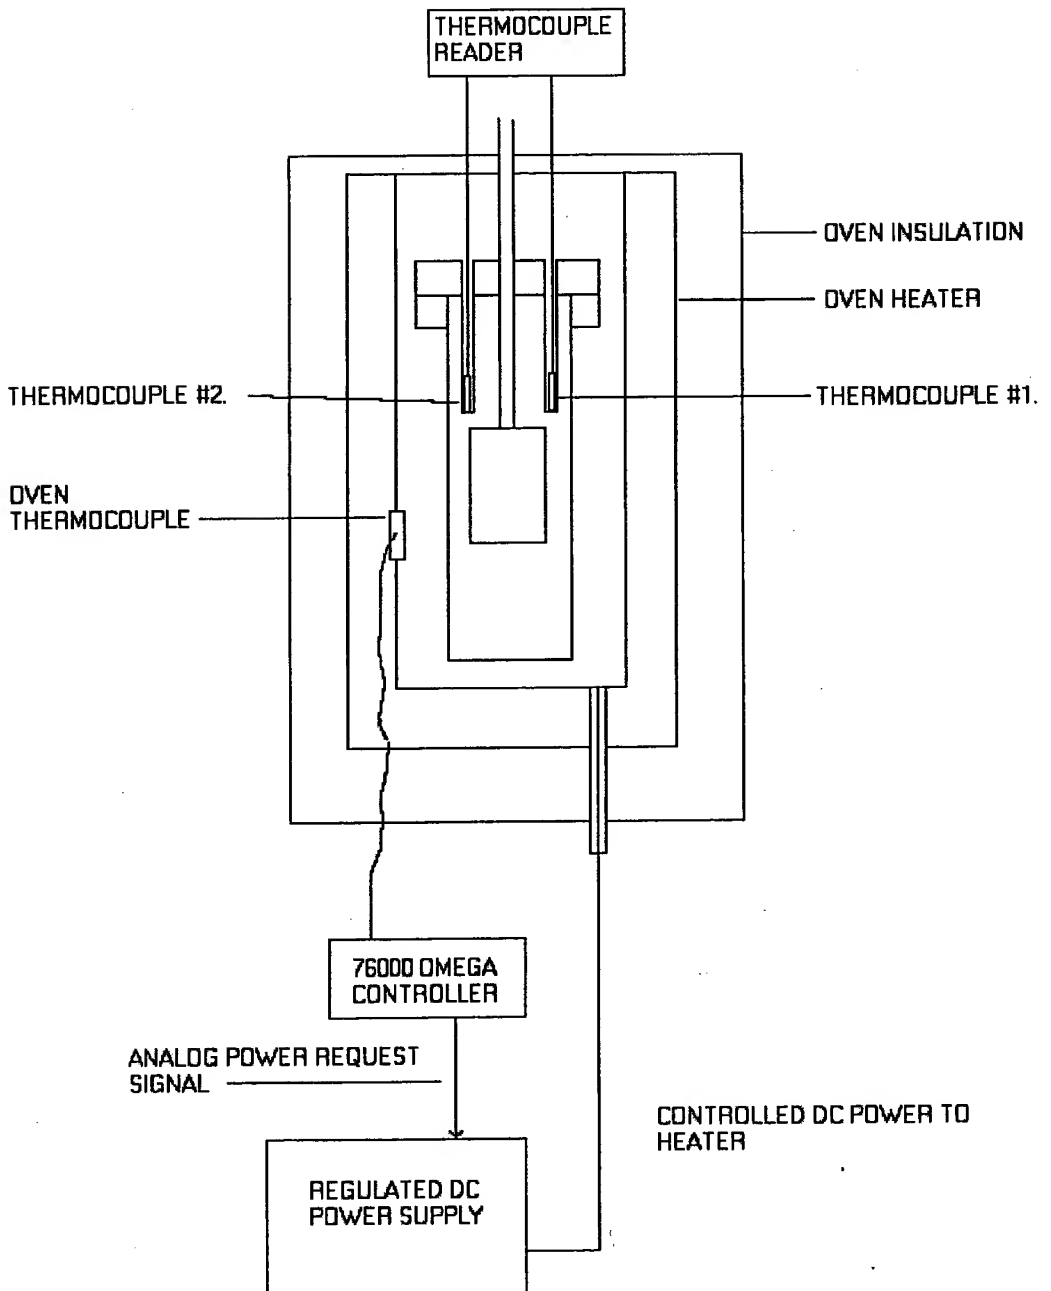 THERMOCOUPLE
READER
OVEN INSULATION
OVEN HEATER
THERMOCOUPLE #2.
THERMOCOUPLE #1.
OVEN
THERMOCOUPLE
76000 OMEGA
CONTROLLER
ANALOG POWER REQUEST
SIGNAL
CONTROLLED DC POWER TO
HEATER
REGULATED DC
POWER SUPPLY